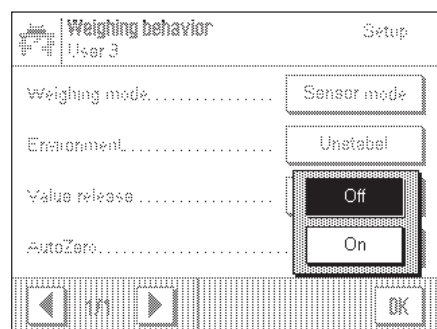 Weighing behavior
User 3
Setup
Weighing mode................ Sensor mode
Environment................ Unstabel
Value release................
Off
AutoZero................ On
1/1
OK